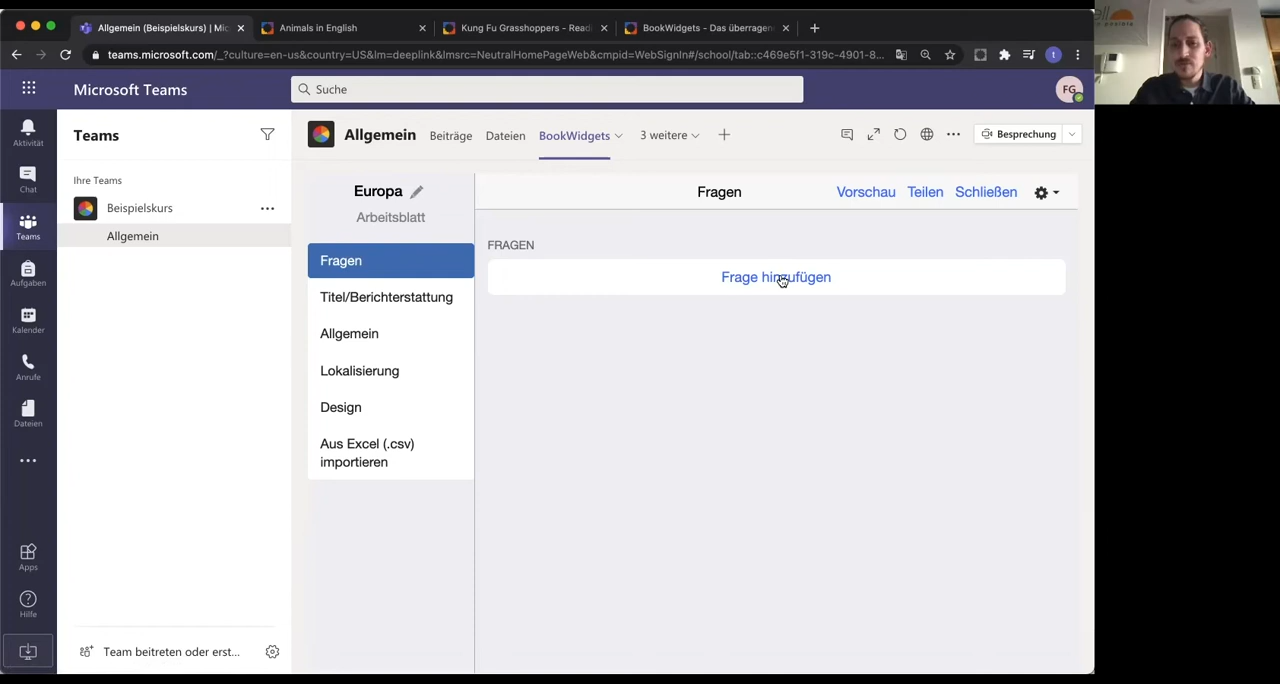 Allgemein (Beispielskurs) | Mic
Animals in English
Kung Fu Grasshoppers - Readi
BookWidgets - Das überragen
teams.microsoft.com/_?culture=en-us&country=US&lm=deeplink&lmsrc=NeutralHomePageWeb&cmpid=WebSignIn#/school/tab::c469e5f1-319c-4901-8...
t
Microsoft Teams
Suche
FG
Aktivität
Chat
Teams
Aufgaben
Kalender
Anrufe
Dateien
Apps
Hilfe
Teams
Ihre Teams
Beispielskurs
Allgemein
Team beitreten oder erst...
Allgemein
Beiträge
Dateien
BookWidgets
3 weitere
Besprechung
Europa
Arbeitsblatt
Fragen
Titel/Berichterstattung
Allgemein
Lokalisierung
Design
Aus Excel (.csv)
importieren
Fragen
Vorschau
Teilen
Schließen
FRAGEN
Frage hinzufügen